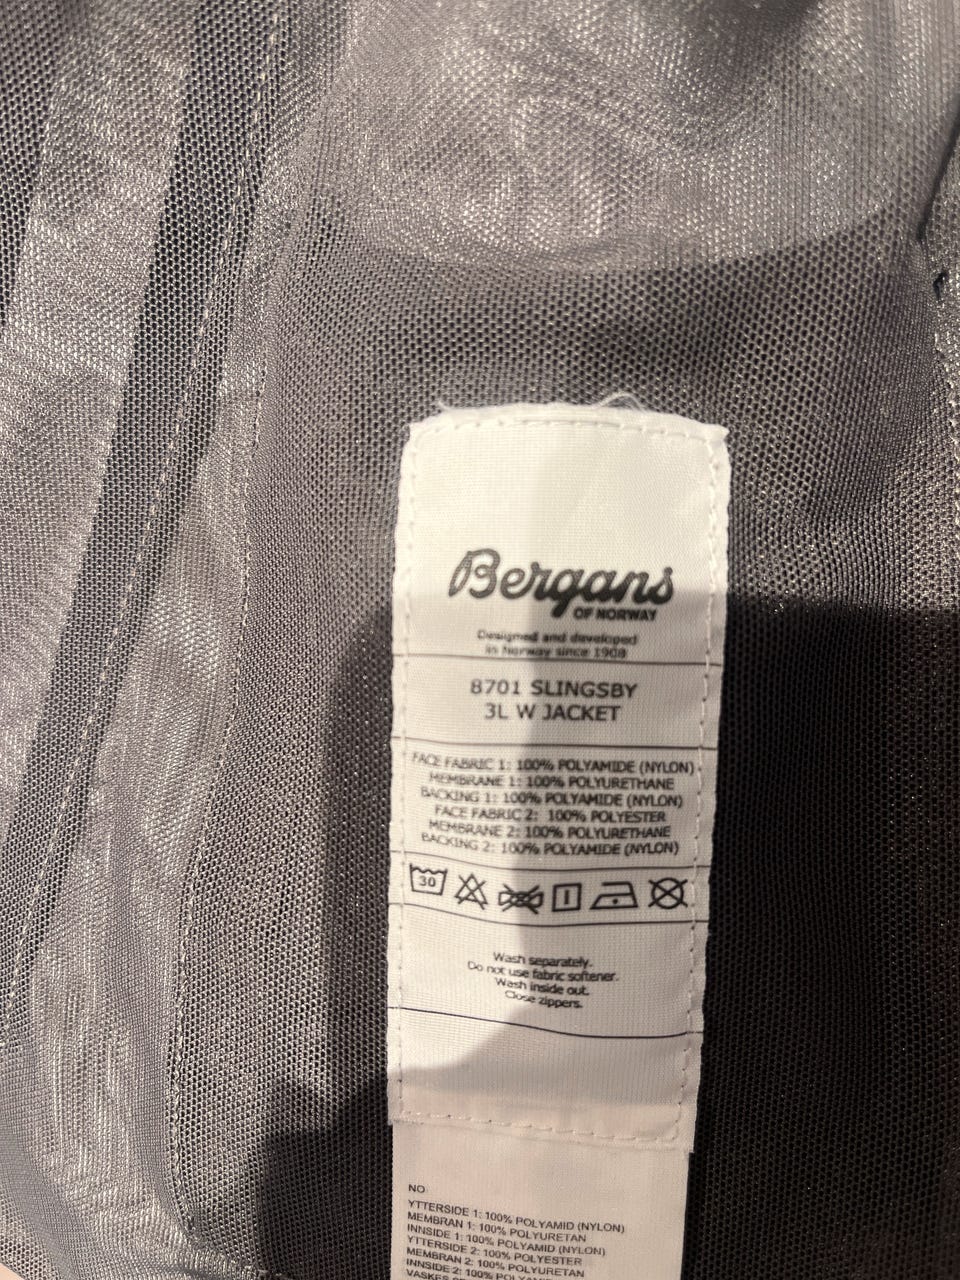 Bergans
OF NORWAY
Designed and developed
in Norway since 1908
8701 SLINGSBY
3L W JACKET
FACE FABRIC 1: 100% POLYAMIDE (NYLON)
MEMBRANE 1: 100% POLYURETHANE
BACKING 1: 100% POLYAMIDE (NYLON)
FACE FABRIC 2: 100% POLYESTER
MEMBRANE 2: 100% POLYURETHANE
BACKING 2: 100% POLYAMIDE (NYLON)
30
Wash separately.
Do not use fabric softener.
Wash inside out.
Close zippers.
NO
YTTERSIDE 1: 100% POLYAMID (NYLON)
MEMBRAN 1: 100% POLYURETAN
INNSIDE 1: 100% POLYAMID (NYLON)
YTTERSIDE 2: 100% POLYESTER
MEMBRAN 2: 100% POLYURETAN
INNSIDE 2: 100% POLYAMID (NYLON)